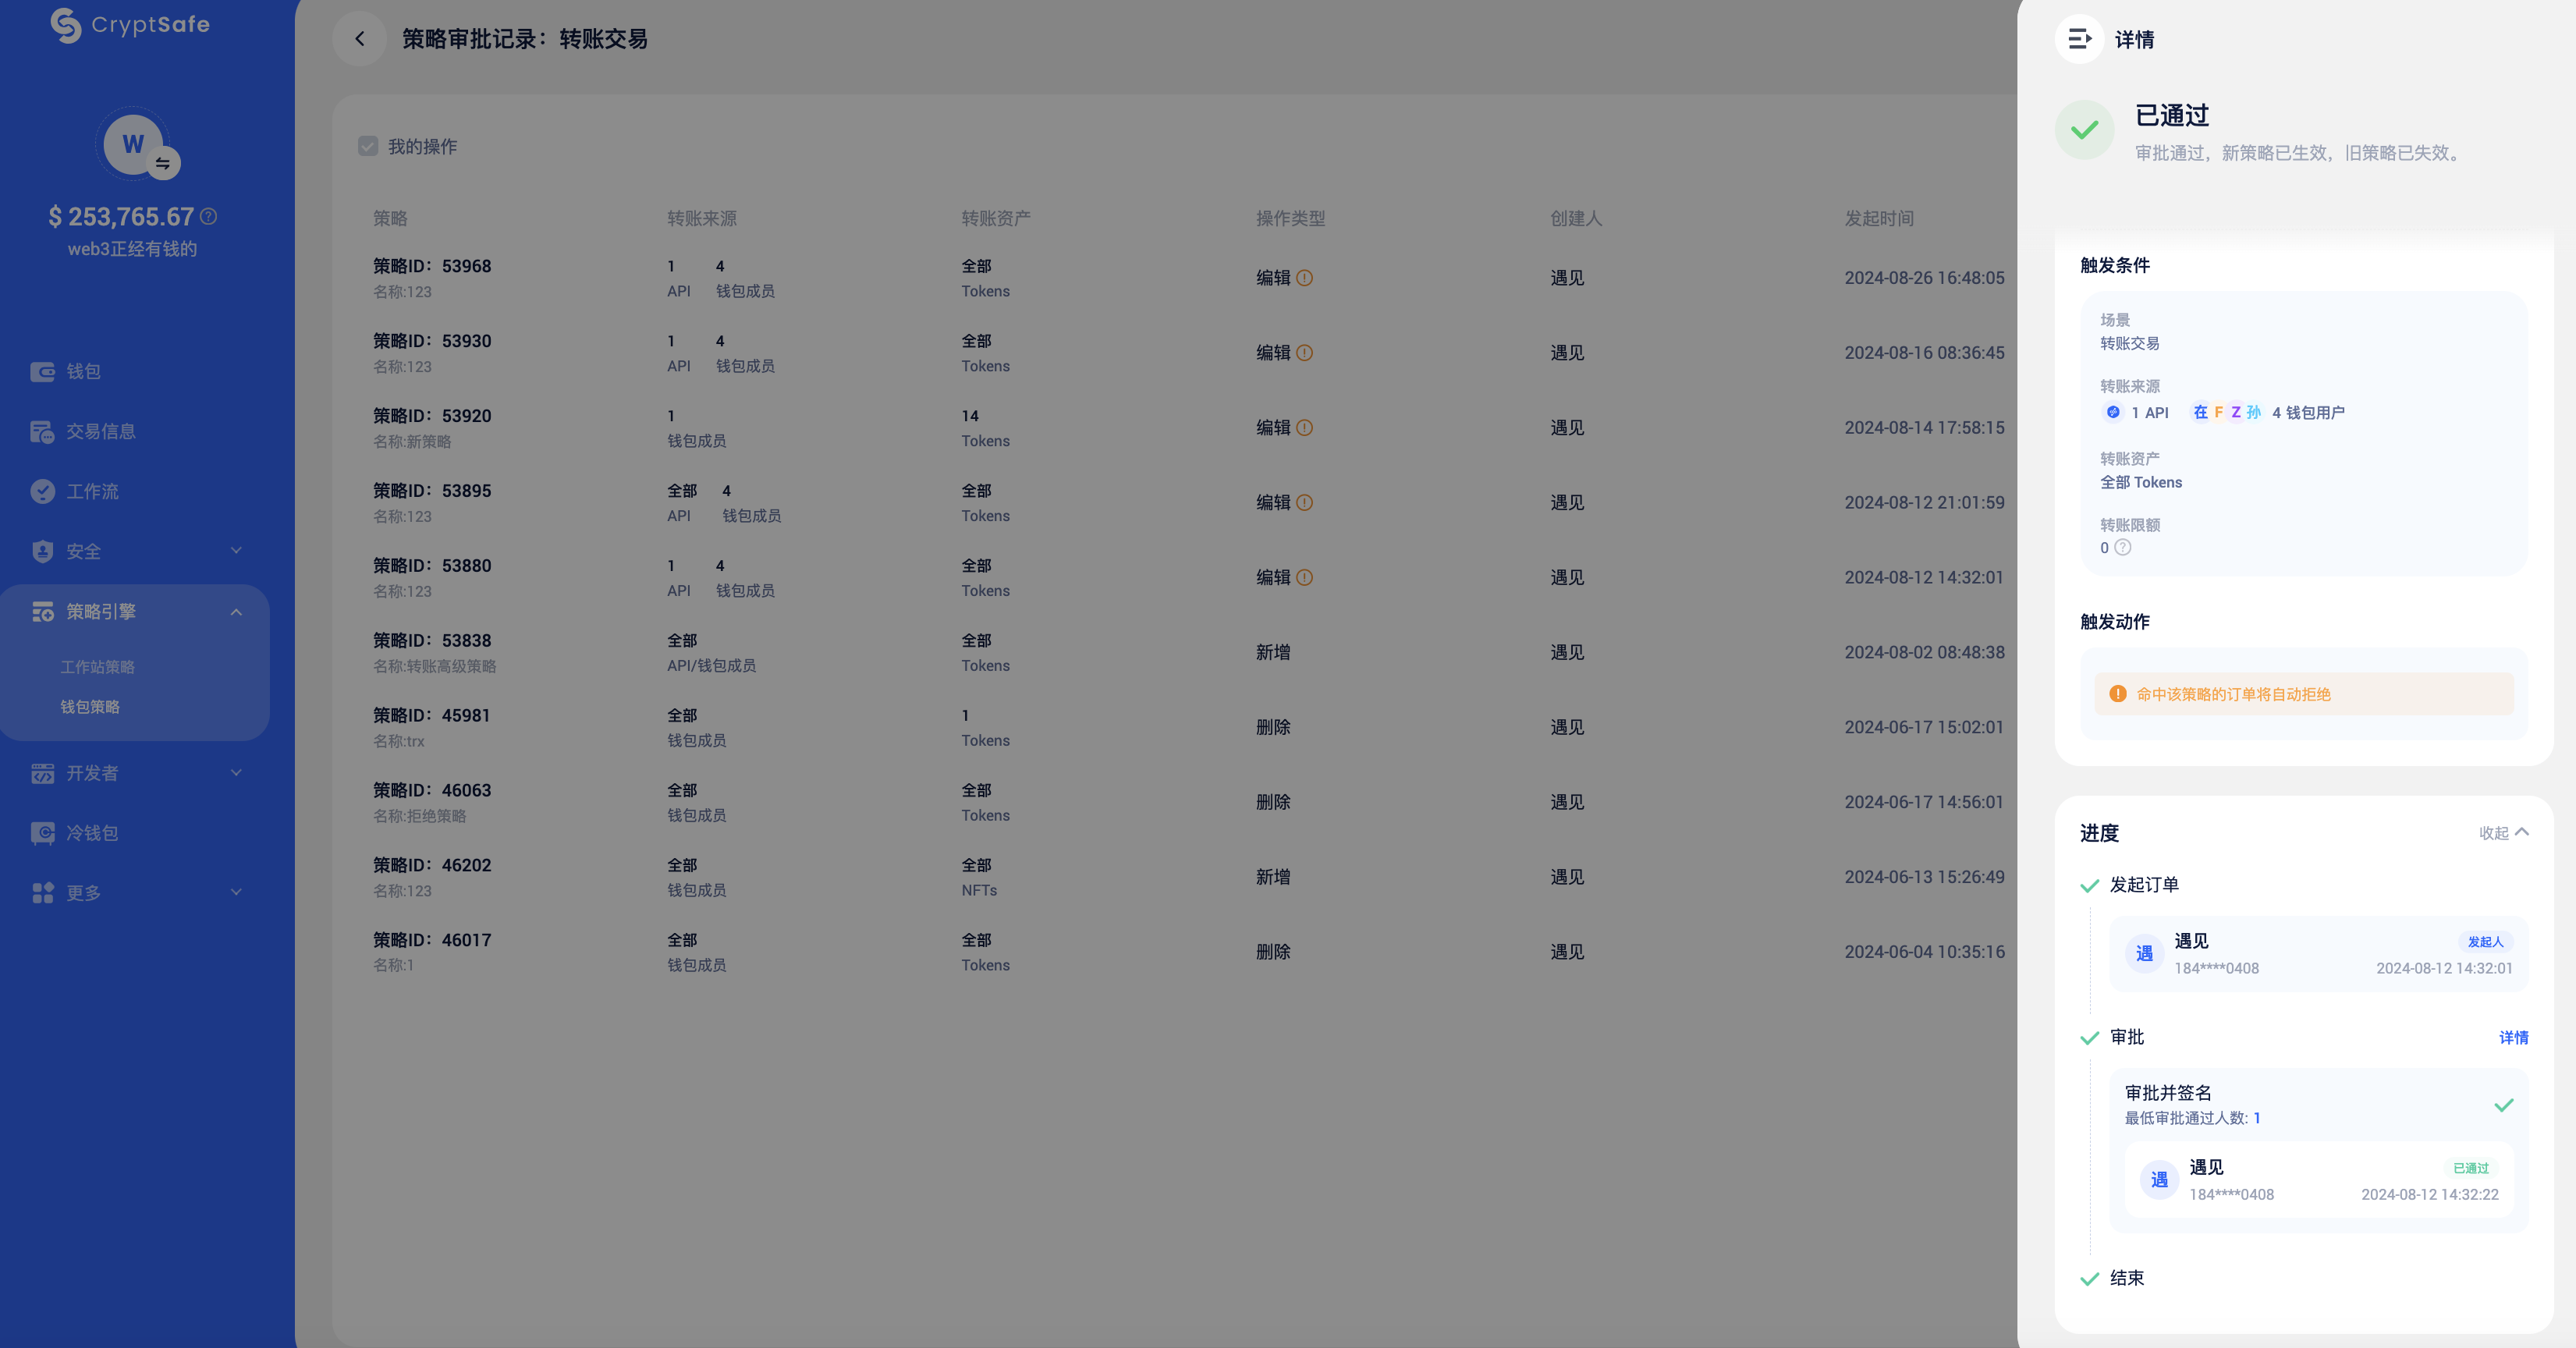 CryptSafe
W
$ 253,765.67
web3正经有钱的
钱包
交易信息
工作流
安全
策略引擎
工作站策略
钱包策略
开发者
冷钱包
更多
策略审批记录：转账交易
我的操作
策略 转账来源 转账资产 操作类型 创建人 发起时间
策略ID：53968 1 4 全部 编辑 遇见 2024-08-26 16:48:05
名称:123 API 钱包成员 Tokens
策略ID：53930 1 4 全部 编辑 遇见 2024-08-16 08:36:45
名称:123 API 钱包成员 Tokens
策略ID：53920 1 14 编辑 遇见 2024-08-14 17:58:15
名称:新策略 钱包成员 Tokens
策略ID：53895 全部 4 全部 编辑 遇见 2024-08-12 21:01:59
名称:123 API 钱包成员 Tokens
策略ID：53880 1 4 全部 编辑 遇见 2024-08-12 14:32:01
名称:123 API 钱包成员 Tokens
策略ID：53838 全部 全部 新增 遇见 2024-08-02 08:48:38
名称:转账高级策略 API/钱包成员 Tokens
策略ID：45981 全部 1 删除 遇见 2024-06-17 15:02:01
名称:trx 钱包成员 Tokens
策略ID：46063 全部 全部 删除 遇见 2024-06-17 14:56:01
名称:拒绝策略 钱包成员 Tokens
策略ID：46202 全部 全部 新增 遇见 2024-06-13 15:26:49
名称:123 钱包成员 NFTs
策略ID：46017 全部 全部 删除 遇见 2024-06-04 10:35:16
名称:1 钱包成员 Tokens
详情
已通过
审批通过，新策略已生效，旧策略已失效。
触发条件
场景
转账交易
转账来源
1 API 在 F Z 孙 4 钱包用户
转账资产
全部 Tokens
转账限额
0
触发动作
命中该策略的订单将自动拒绝
进度 收起
发起订单
遇 遇见 发起人
184****0408 2024-08-12 14:32:01
审批 详情
审批并签名
最低审批通过人数: 1
遇 遇见 已通过
184****0408 2024-08-12 14:32:22
结束